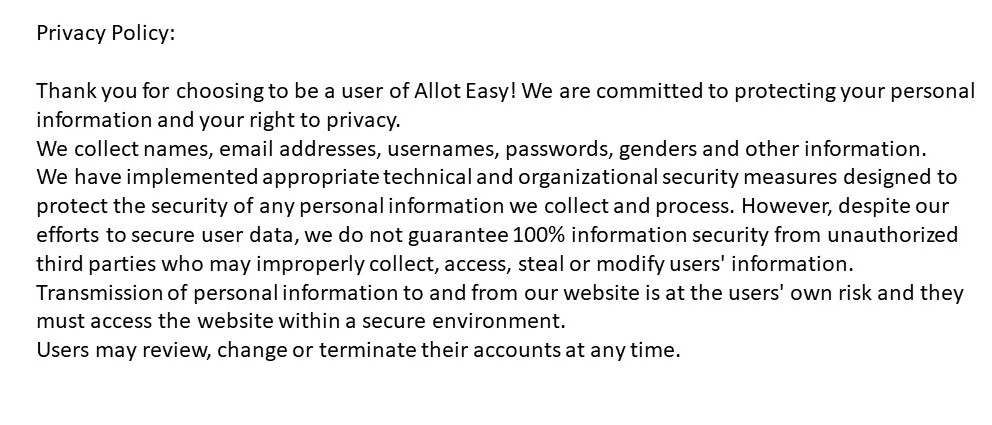 Privacy Policy:
Thank you for choosing to be a user of Allot Easy! We are committed to protecting your personal
information and your right to privacy.
We collect names, email addresses, usernames, passwords, genders and other information.
We have implemented appropriate technical and organizational security measures designed to
protect the security of any personal information we collect and process. However, despite our
efforts to secure user data, we do not guarantee 100% information security from unauthorized
third parties who may improperly collect, access, steal or modify users' information.
Transmission of personal information to and from our website is at the users' own risk and they
must access the website within a secure environment.
Users may review, change or terminate their accounts at any time.